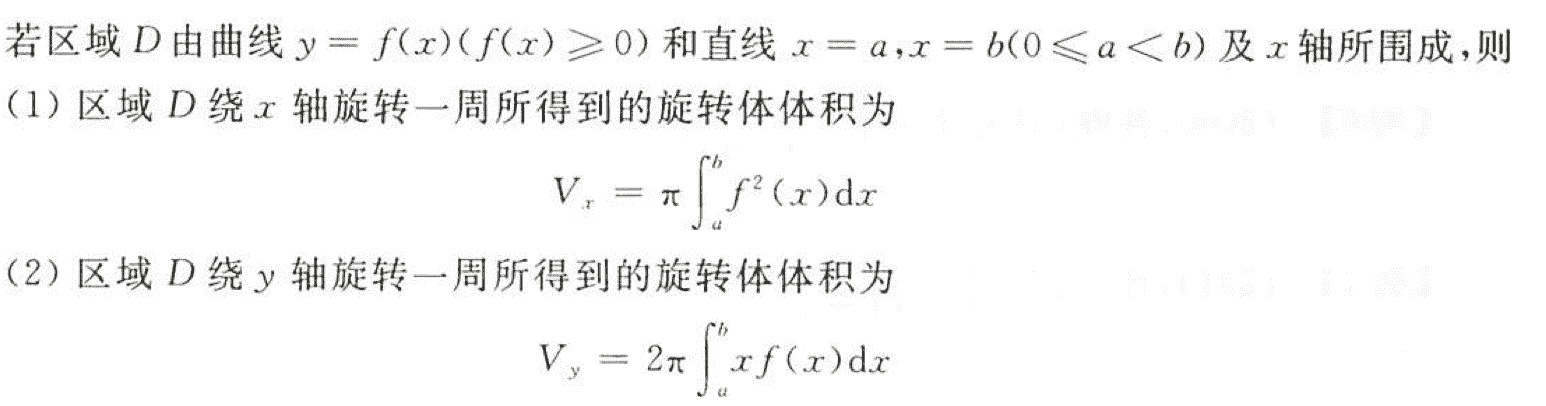 若区域 D 由曲线 y = f(x)(f(x) ⩾ 0) 和直线 x = a,x = b(0 ⩽ a < b) 及 x 轴所围成,则
(1) 区域 D 绕 x 轴旋转一周所得到的旋转体体积为
V_x = π∫_a^b f²(x)dx
(2) 区域 D 绕 y 轴旋转一周所得到的旋转体体积为
V_y = 2π∫_a^b xf(x)dx